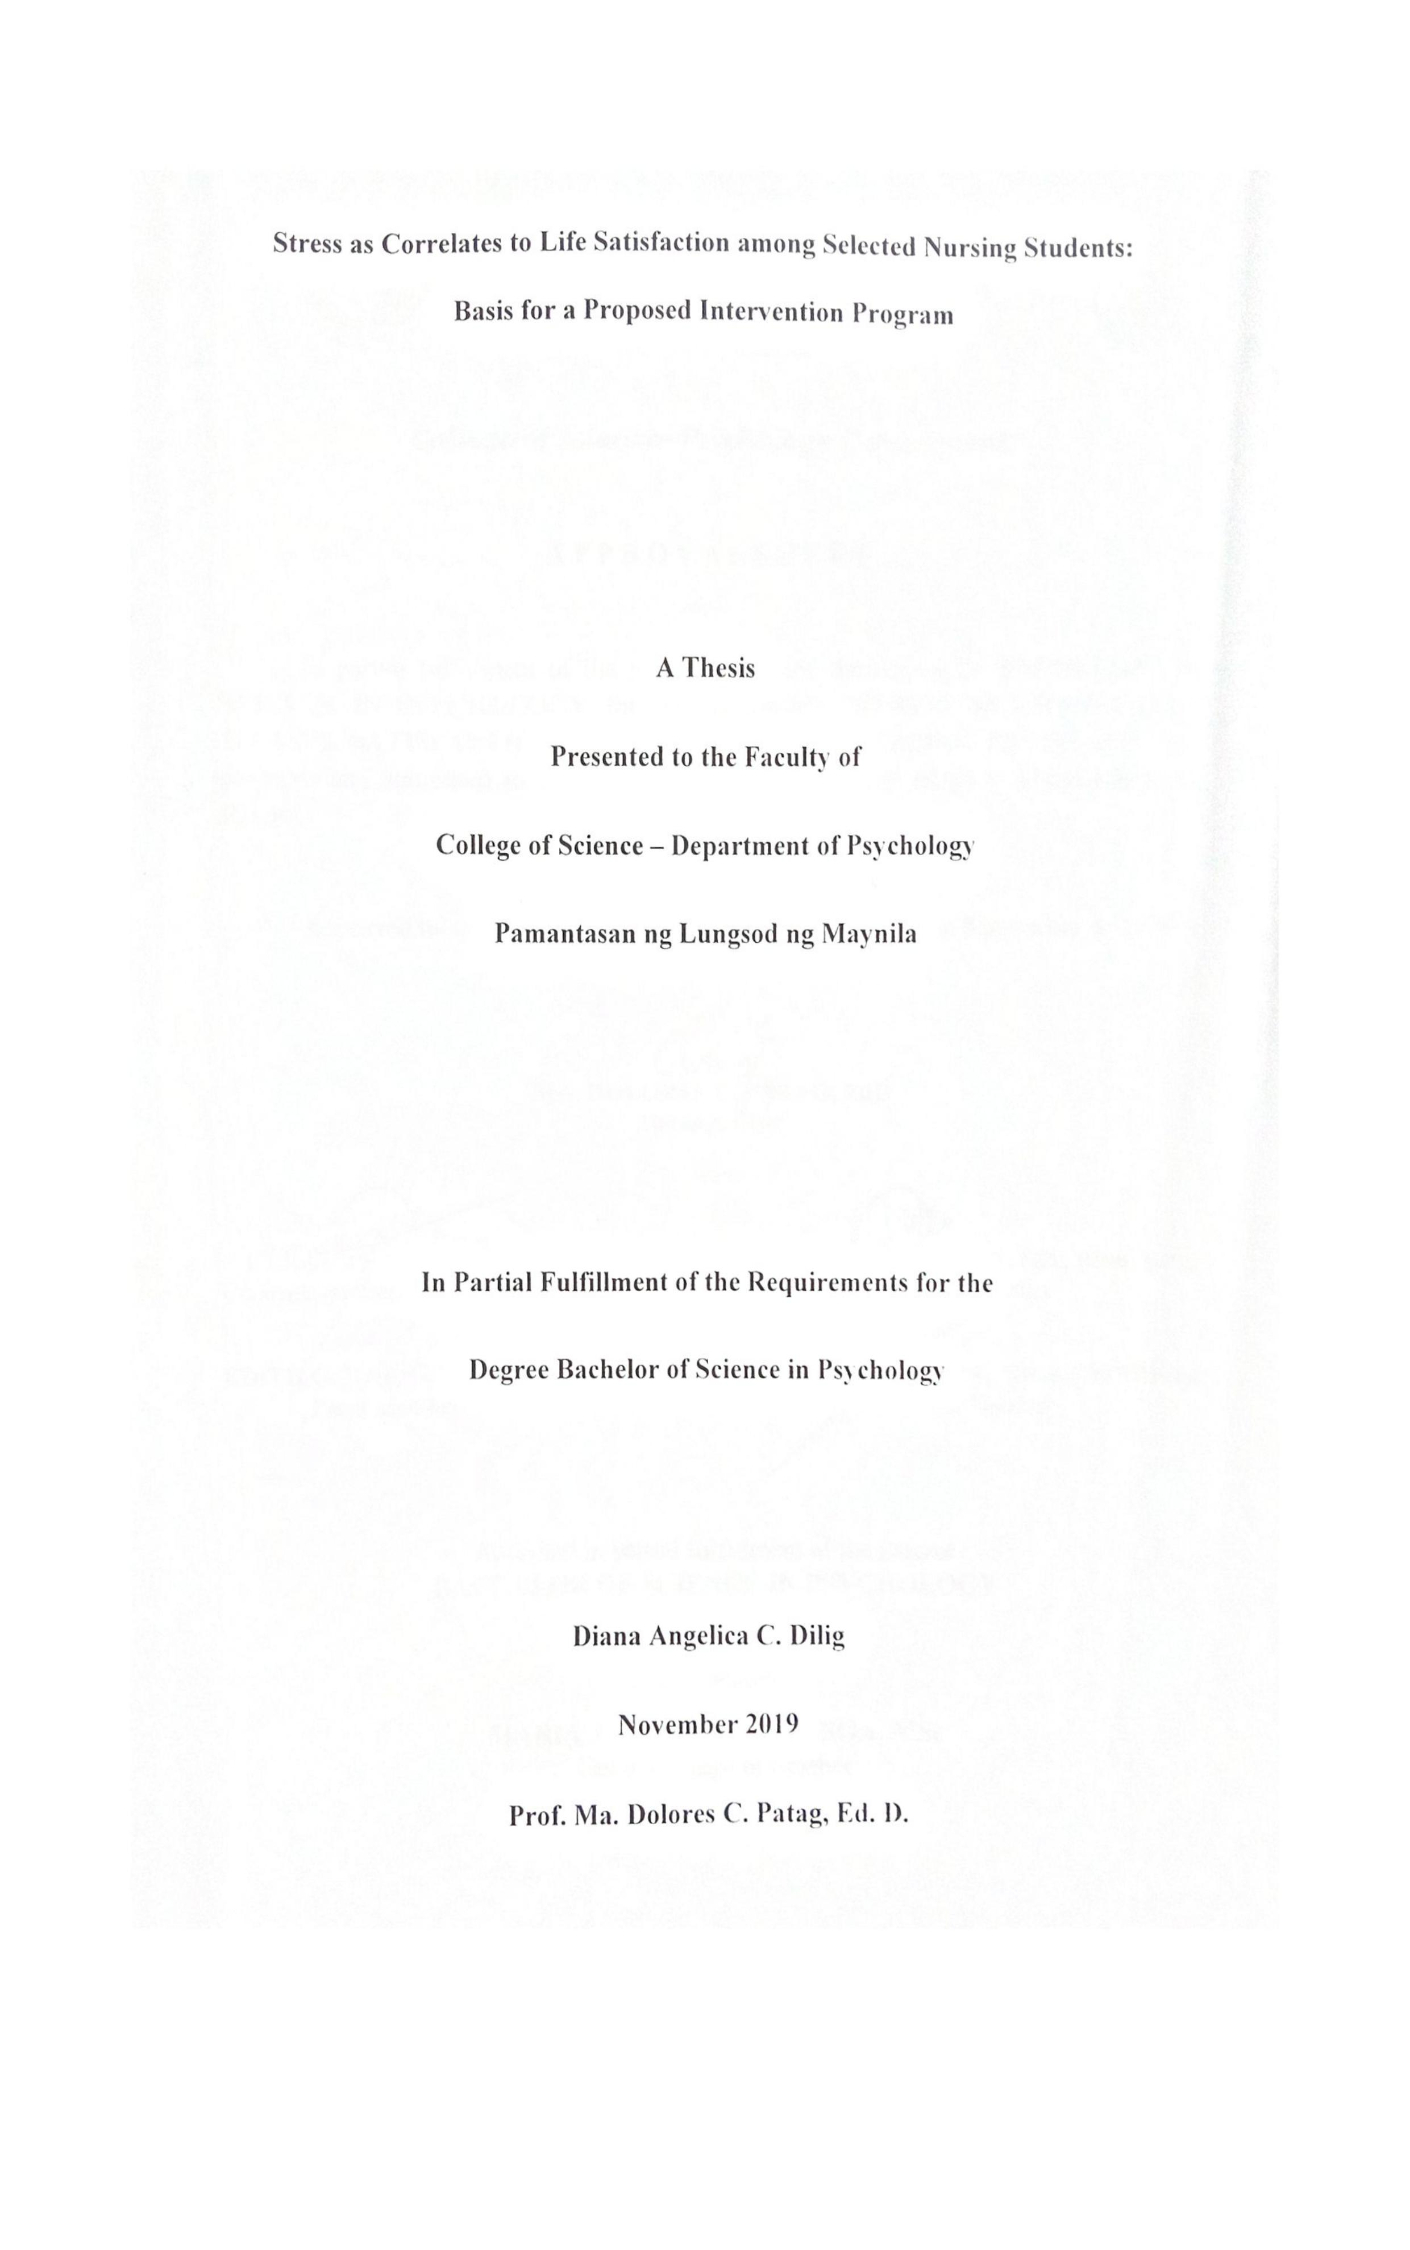 Stress as Correlates to Life Satisfaction among Selected Nursing Students:
Basis for a Proposed Intervention Program
A Thesis
Presented to the Faculty of
College of Science – Department of Psychology
Pamantasan ng Lungsod ng Maynila
In Partial Fulfillment of the Requirements for the
Degree Bachelor of Science in Psychology
Diana Angelica C. Dilig
November 2019
Prof. Ma. Dolores C. Patag, Ed. D.